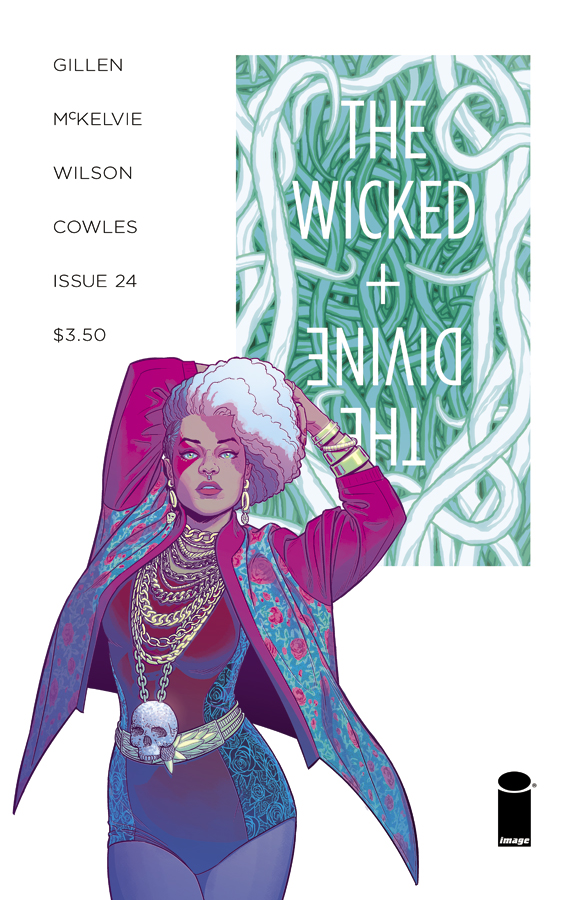 GILLEN
McKELVIE
WILSON
COWLES
ISSUE 24
$3.50
THE
WICKED
+
DIVINE
THE
image®